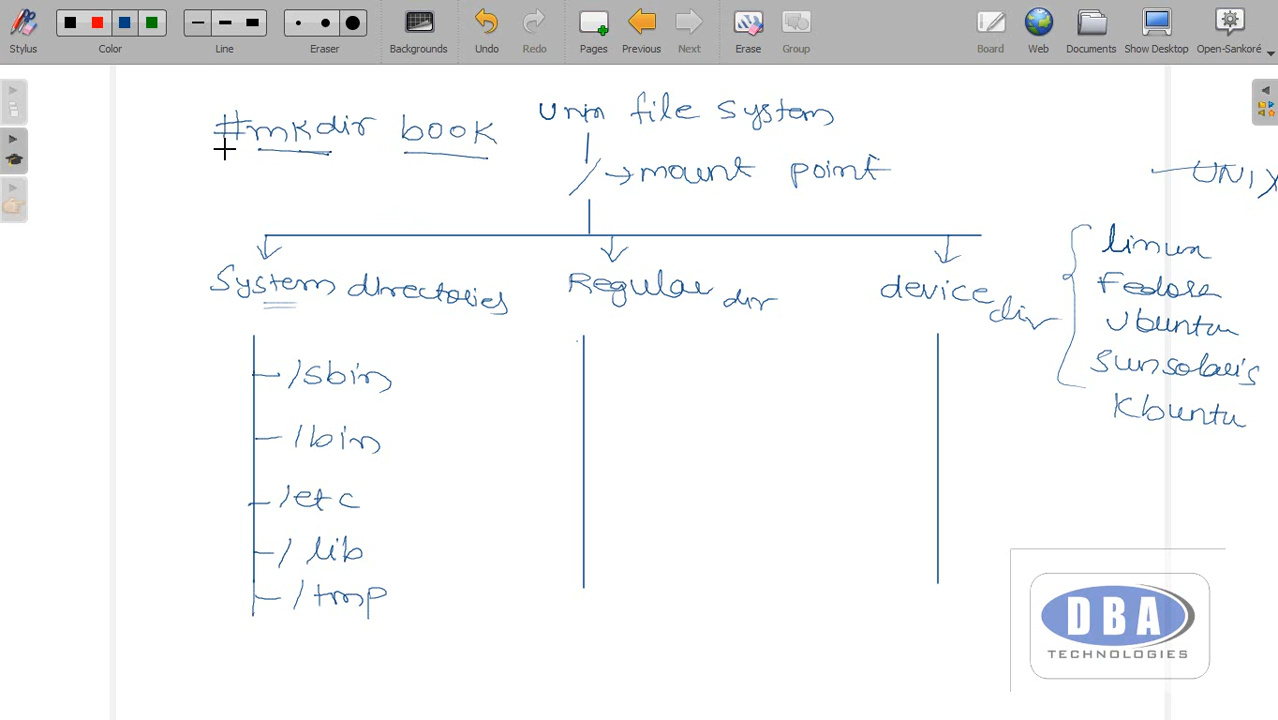 Stylus
Color
Line
Eraser
Backgrounds
Undo
Redo
Pages
Previous
Next
Erase
Group
Board
Web
Documents
Show Desktop
Open-Sankoré
#mkdir book
Unix file System
/ → mount point
UNIX
System directories
Regular dir
device dir
linux
Fedora
Ubuntu
Sunsolaris
Kbuntu
/sbin
/bin
/etc
/lib
/tmp
DBA
TECHNOLOGIES